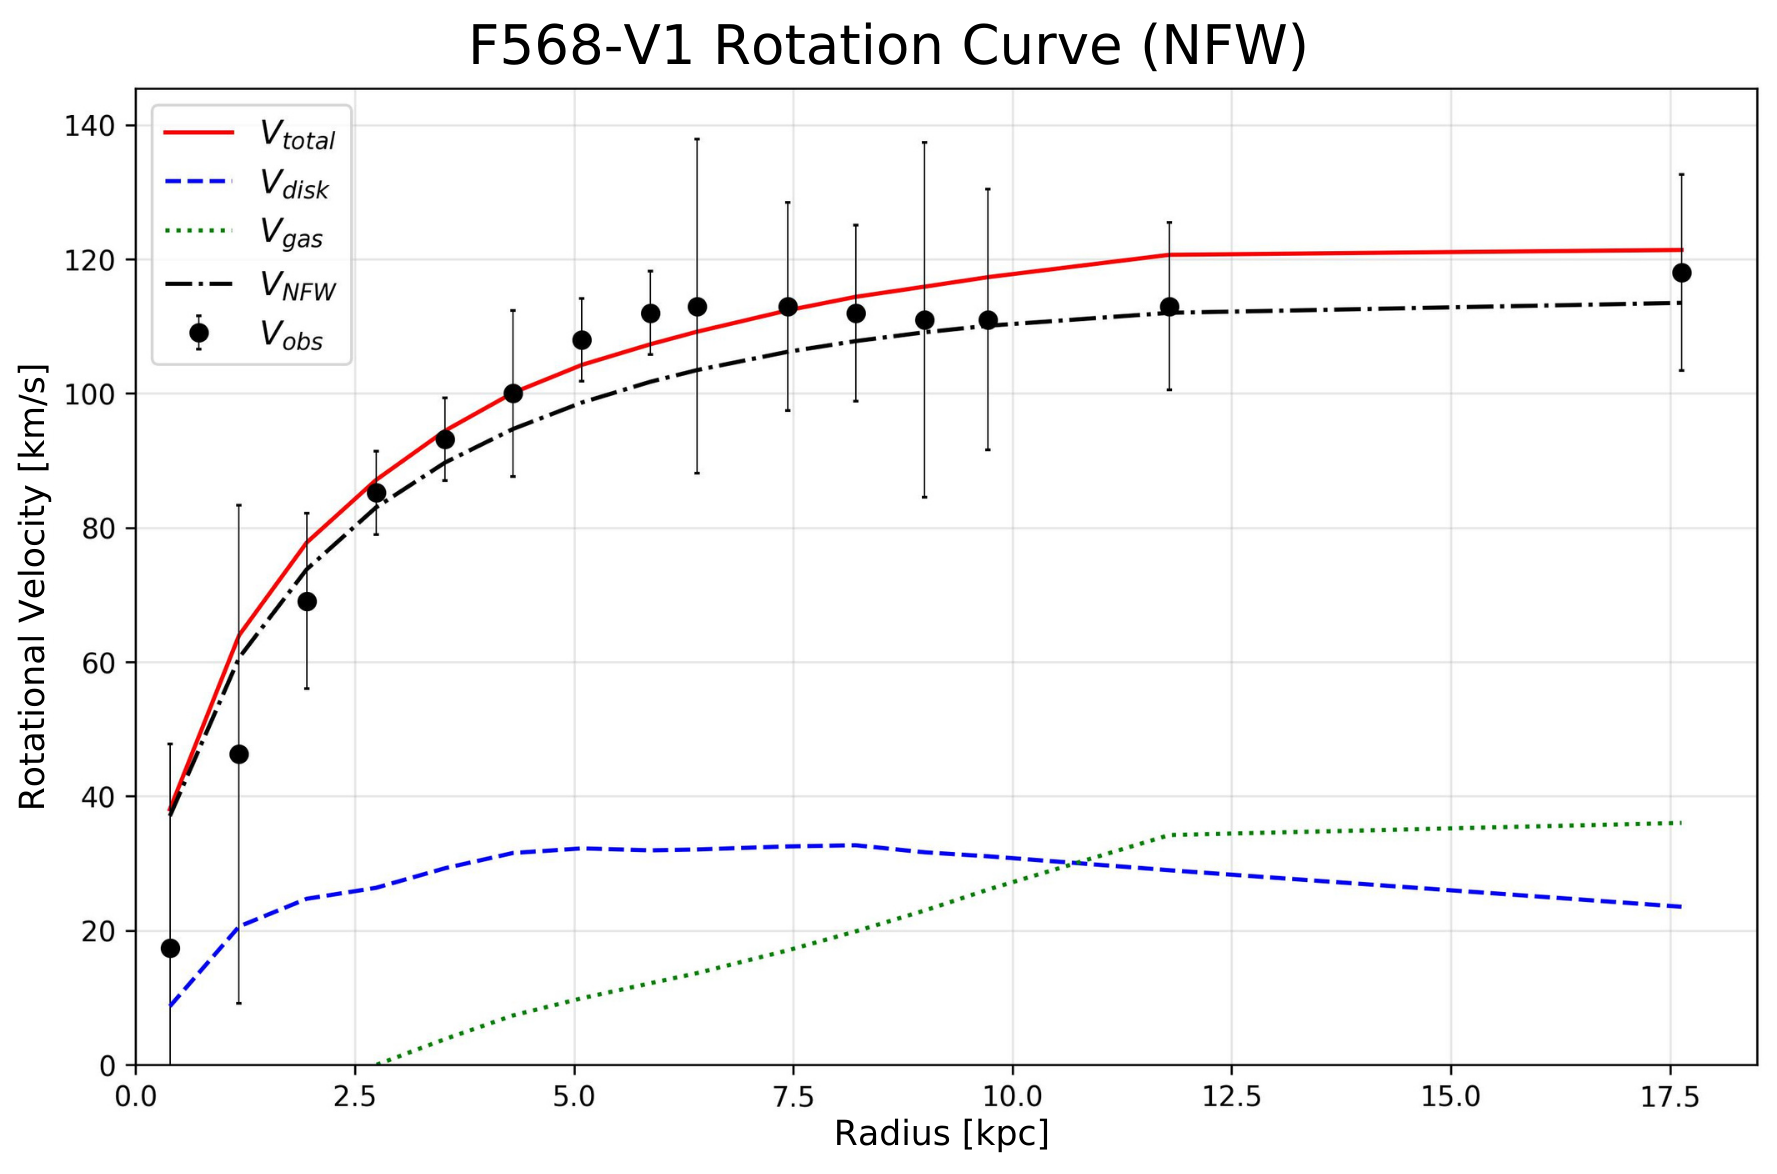 F568-V1 Rotation Curve (NFW)
V_total
V_disk
V_gas
V_NFW
V_obs
Rotational Velocity [km/s]
140
120
100
80
60
40
20
0
0.0 2.5 5.0 7.5 10.0 12.5 15.0 17.5
Radius [kpc]